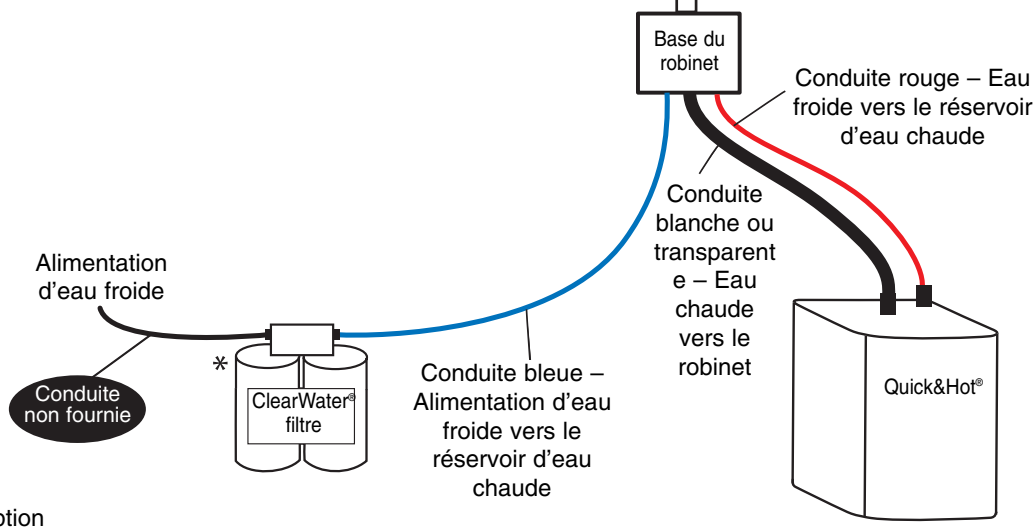 Base du
robinet
Conduite rouge – Eau
froide vers le réservoir
d'eau chaude
Conduite
blanche ou
transparent
e – Eau
chaude
vers le
robinet
Alimentation
d'eau froide
*
Conduite
non fournie
ClearWater®
filtre
Conduite bleue –
Alimentation d'eau
froide vers le
réservoir d'eau
chaude
Quick&Hot®